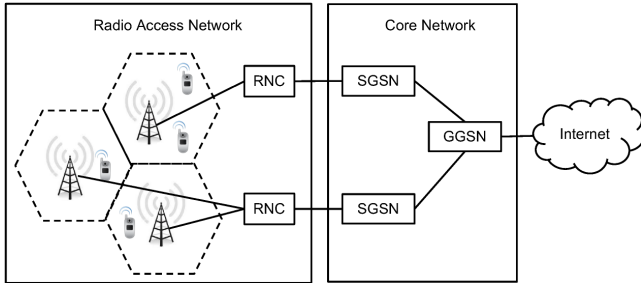 Radio Access Network
Core Network
RNC
SGSN
GGSN
Internet
RNC
SGSN